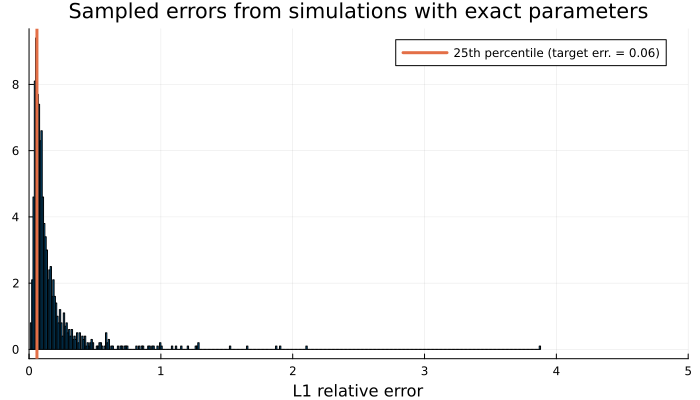 Sampled errors from simulations with exact parameters
25th percentile (target err. = 0.06)
8
6
4
2
0
0 1 2 3 4 5
L1 relative error